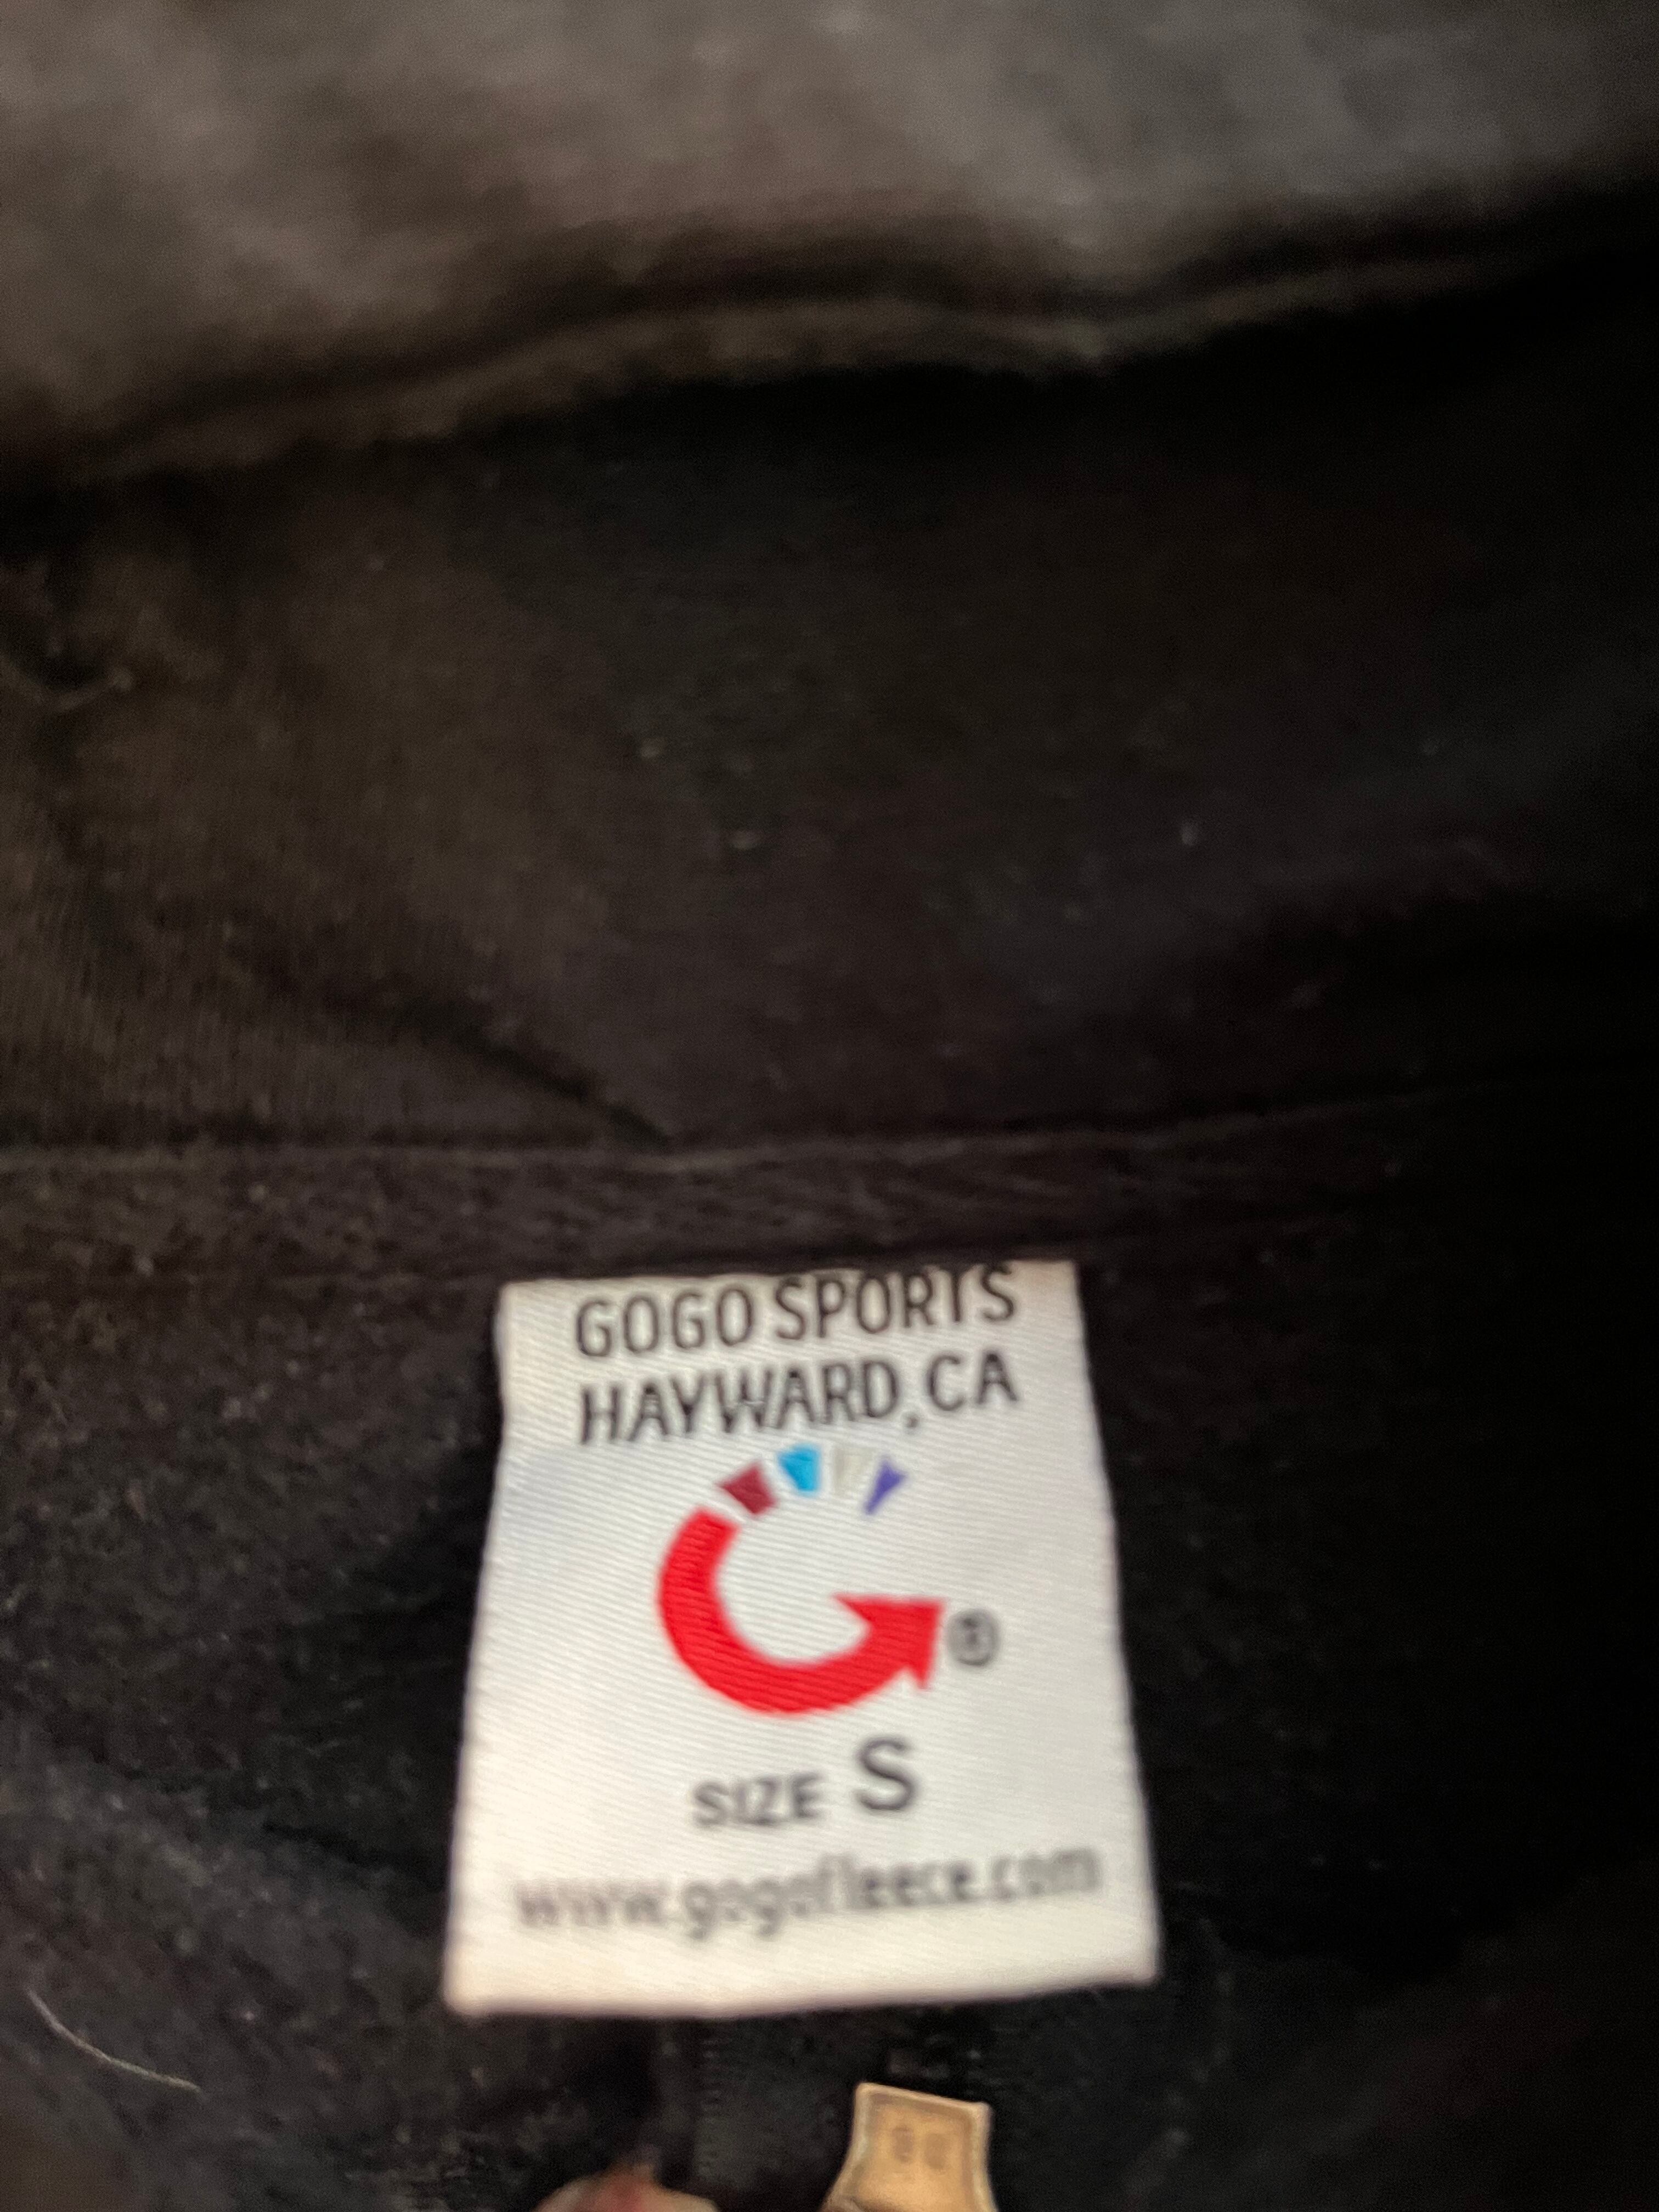 GOGO SPORTS
HAYWARD, CA
®
SIZE S
www.gogofleece.com